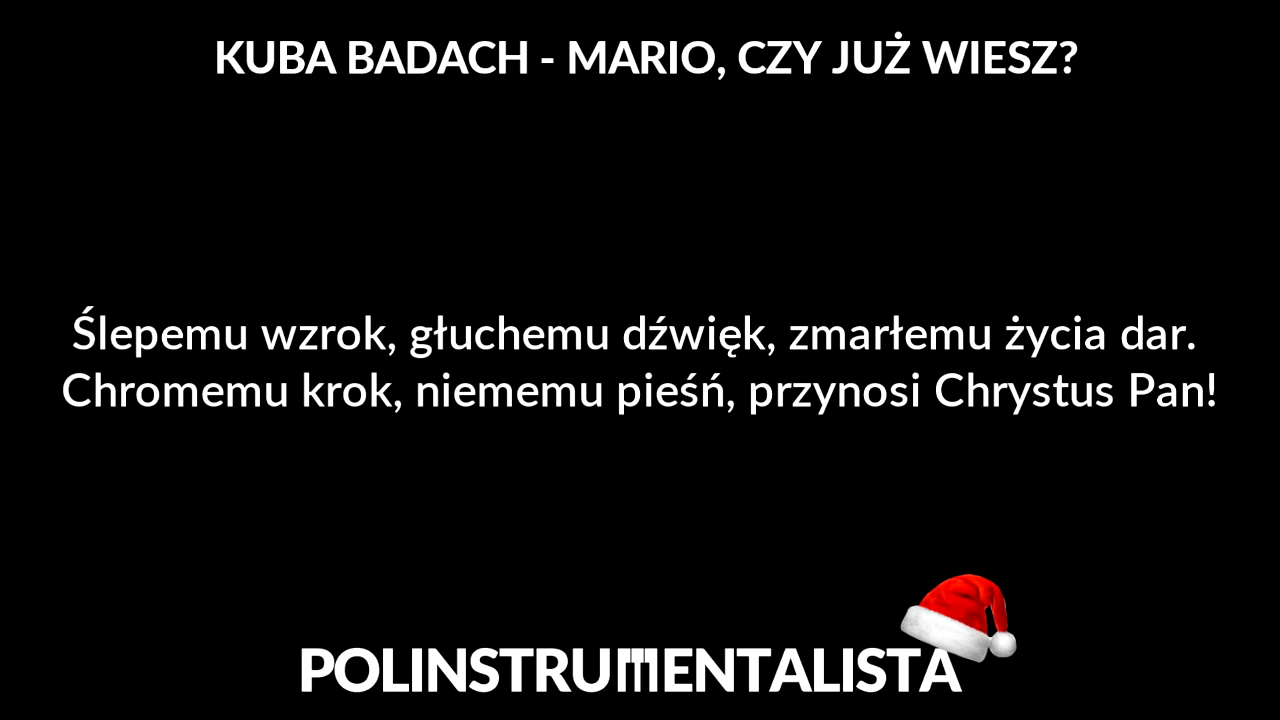 KUBA BADACH - MARIO, CZY JUŻ WIESZ?
Ślepemu wzrok, głuchemu dźwięk, zmarłemu życia dar.
Chromemu krok, niememu pieśń, przynosi Chrystus Pan!
POLINSTRUMENTALISTA